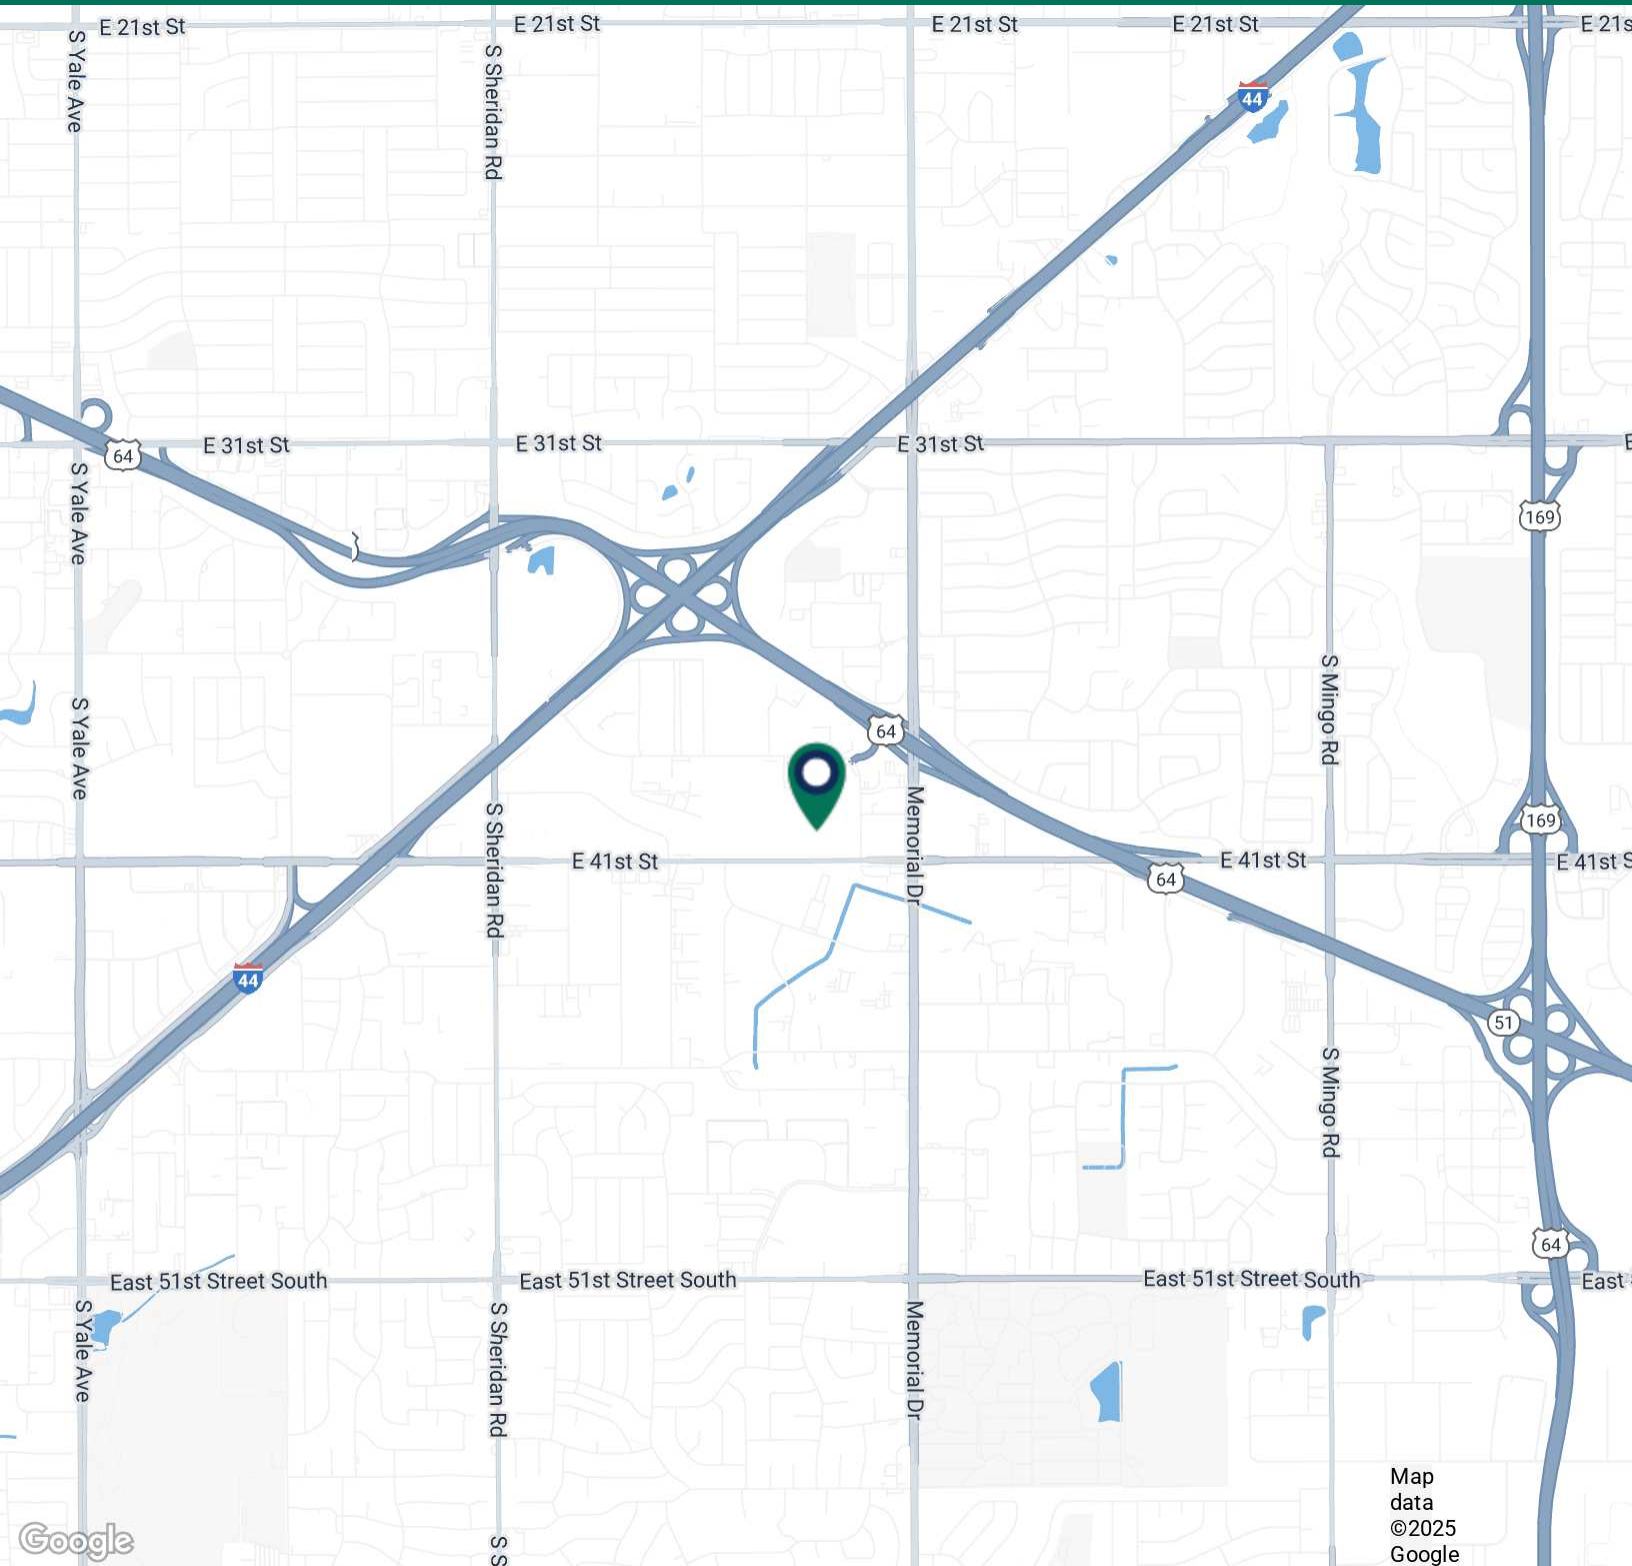 E 21st St
E 21st St
E 21st St
E 21st St
E 21s
S Yale Ave
S Sheridan Rd
44
E 31st St
E 31st St
E 31st St
E
64
S Yale Ave
169
S Mingo Rd
S Yale Ave
64
Memorial Dr
S Sheridan Rd
169
E 41st St
E 41st St
E 41st S
64
44
51
S Mingo Rd
64
East 51st Street South
East 51st Street South
East 51st Street South
East
S Yale Ave
S Sheridan Rd
Memorial Dr
S S
Map
data
©2025
Google
Google